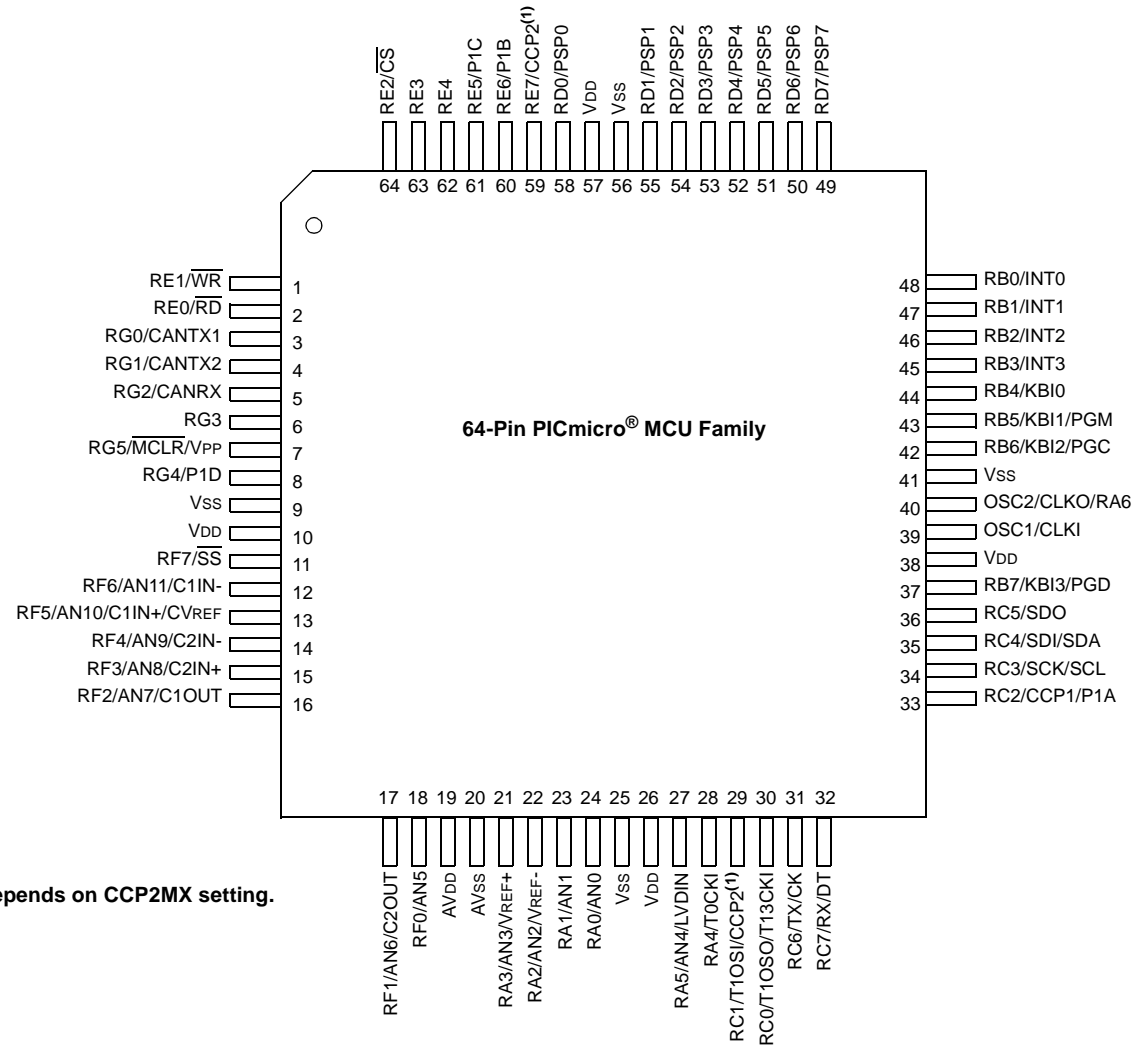 RE2/CS
RE3
RE4
RE5/P1C
RE6/P1B
RE7/CCP2(1)
RD0/PSP0
VDD
VSS
RD1/PSP1
RD2/PSP2
RD3/PSP3
RD4/PSP4
RD5/PSP5
RD6/PSP6
RD7/PSP7
64 63 62 61 60 59 58 57 56 55 54 53 52 51 50 49
RE1/WR 1
RE0/RD 2
RG0/CANTX1 3
RG1/CANTX2 4
RG2/CANRX 5
RG3 6
RG5/MCLR/VPP 7
RG4/P1D 8
VSS 9
VDD 10
RF7/SS 11
RF6/AN11/C1IN- 12
RF5/AN10/C1IN+/CVREF 13
RF4/AN9/C2IN- 14
RF3/AN8/C2IN+ 15
RF2/AN7/C1OUT 16
64-Pin PICmicro® MCU Family
48 RB0/INT0
47 RB1/INT1
46 RB2/INT2
45 RB3/INT3
44 RB4/KBI0
43 RB5/KBI1/PGM
42 RB6/KBI2/PGC
41 VSS
40 OSC2/CLKO/RA6
39 OSC1/CLKI
38 VDD
37 RB7/KBI3/PGD
36 RC5/SDO
35 RC4/SDI/SDA
34 RC3/SCK/SCL
33 RC2/CCP1/P1A
17 18 19 20 21 22 23 24 25 26 27 28 29 30 31 32
RF1/AN6/C2OUT
RF0/AN5
AVDD
AVSS
RA3/AN3/VREF+
RA2/AN2/VREF-
RA1/AN1
RA0/AN0
VSS
VDD
RA5/AN4/LVDIN
RA4/T0CKI
RC1/T1OSI/CCP2(1)
RC0/T1OSO/T13CKI
RC6/TX/CK
RC7/RX/DT
on CCP2MX setting.